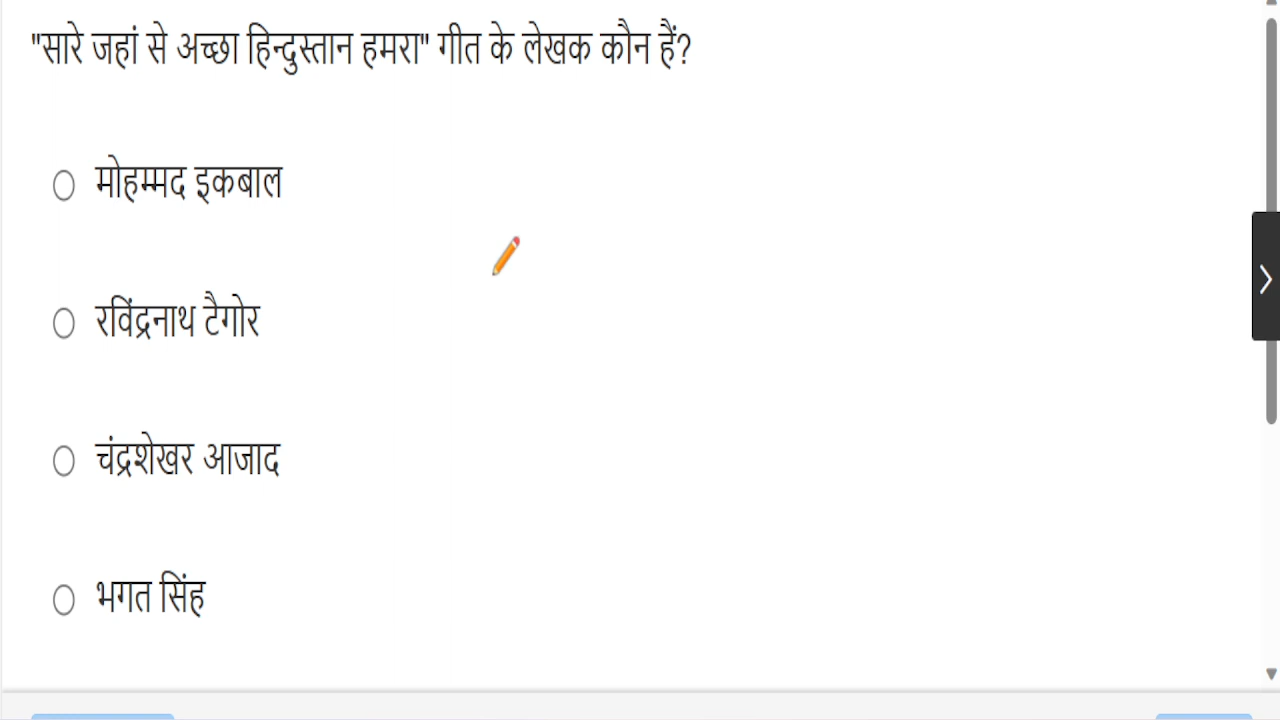 "सारे जहां से अच्छा हिन्दुस्तान हमरा" गीत के लेखक कौन हैं?
मोहम्मद इकबाल
रविंद्रनाथ टैगोर
चंद्रशेखर आजाद
भगत सिंह